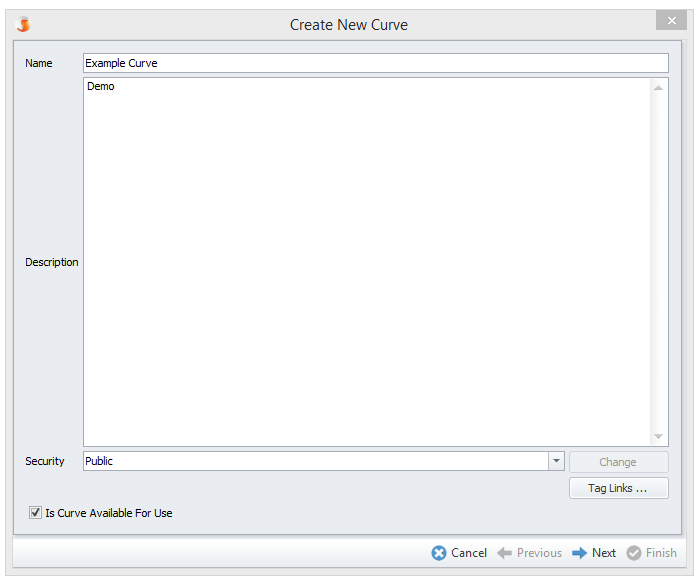 Create New Curve
Name Example Curve
Demo
Description
Security Public Change
Tag Links ...
Is Curve Available For Use
Cancel Previous Next Finish